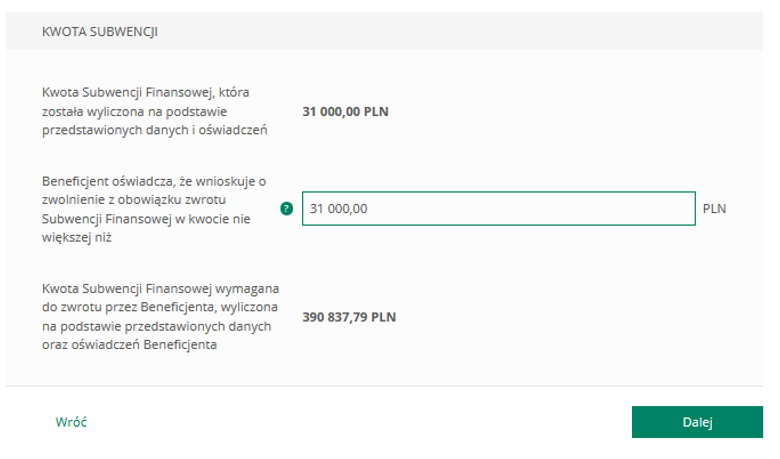 KWOTA SUBWENCJI
Kwota Subwencji Finansowej, która
została wyliczona na podstawie
przedstawionych danych i oświadczeń
31 000,00 PLN
Beneficjent oświadcza, że wnioskuje o
zwolnienie z obowiązku zwrotu
Subwencji Finansowej w kwocie nie
większej niż
? 31 000,00 PLN
Kwota Subwencji Finansowej wymagana
do zwrotu przez Beneficjenta, wyliczona
na podstawie przedstawionych danych
oraz oświadczeń Beneficjenta
390 837,79 PLN
Wróć
Dalej